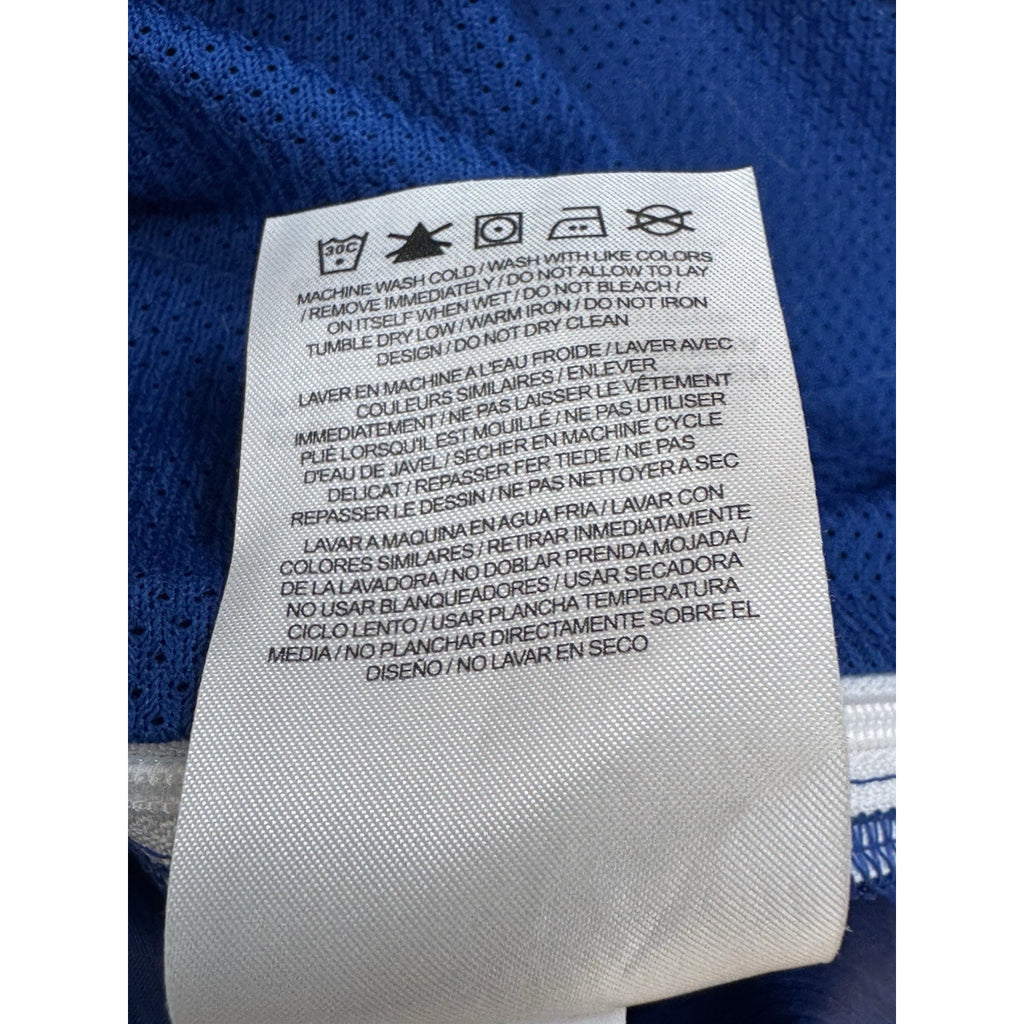 30C
MACHINE WASH COLD / WASH WITH LIKE COLORS
/ REMOVE IMMEDIATELY / DO NOT ALLOW TO LAY
ON ITSELF WHEN WET / DO NOT BLEACH /
TUMBLE DRY LOW / WARM IRON / DO NOT IRON
DESIGN / DO NOT DRY CLEAN
LAVER EN MACHINE A L'EAU FROIDE / LAVER AVEC
COULEURS SIMILAIRES / ENLEVER
IMMEDIATEMENT / NE PAS LAISSER LE VÊTEMENT
PLIÉ LORSQU'IL EST MOUILLÉ / NE PAS UTILISER
D'EAU DE JAVEL / SECHER EN MACHINE CYCLE
DELICAT / REPASSER FER TIEDE / NE PAS
REPASSER LE DESSIN / NE PAS NETTOYER A SEC
LAVAR A MAQUINA EN AGUA FRIA / LAVAR CON
COLORES SIMILARES / RETIRAR INMEDIATAMENTE
DE LA LAVADORA / NO DOBLAR PRENDA MOJADA /
NO USAR BLANQUEADORES / USAR SECADORA
CICLO LENTO / USAR PLANCHA TEMPERATURA
MEDIA / NO PLANCHAR DIRECTAMENTE SOBRE EL
DISEÑO / NO LAVAR EN SECO